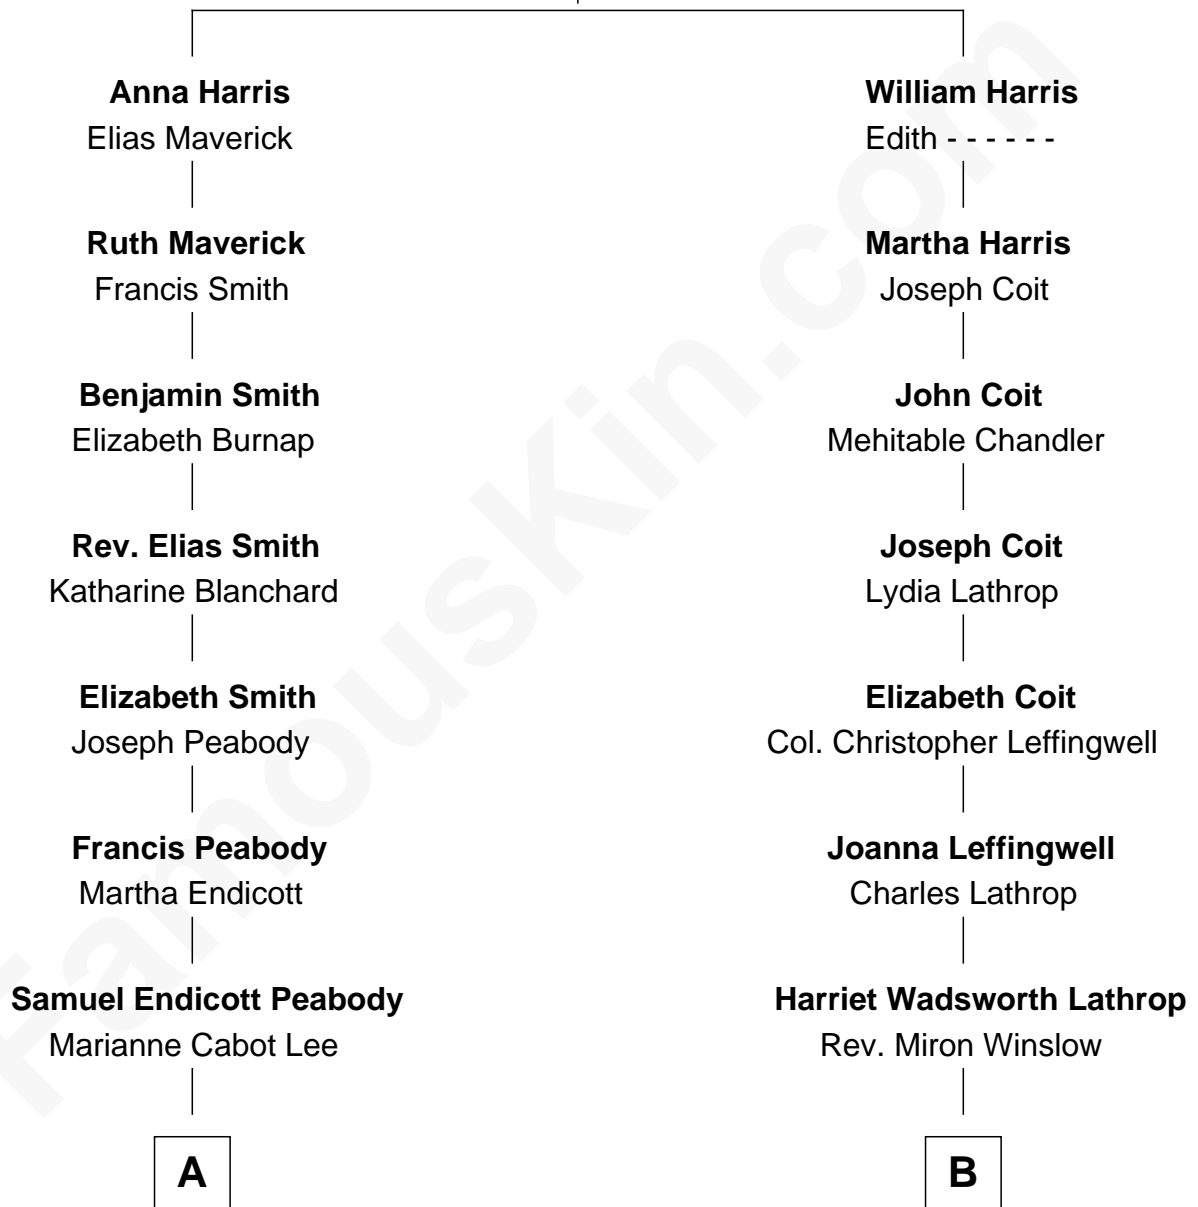 Anna Harris
Elias Maverick
Ruth Maverick
Francis Smith
Benjamin Smith
Elizabeth Burnap
Rev. Elias Smith
Katharine Blanchard
Elizabeth Smith
Joseph Peabody
Francis Peabody
Martha Endicott
Samuel Endicott Peabody
Marianne Cabot Lee
A
William Harris
Edith - - - - - -
Martha Harris
Joseph Coit
John Coit
Mehitable Chandler
Joseph Coit
Lydia Lathrop
Elizabeth Coit
Col. Christopher Leffingwell
Joanna Leffingwell
Charles Lathrop
Harriet Wadsworth Lathrop
Rev. Miron Winslow
B
FamousKin.com